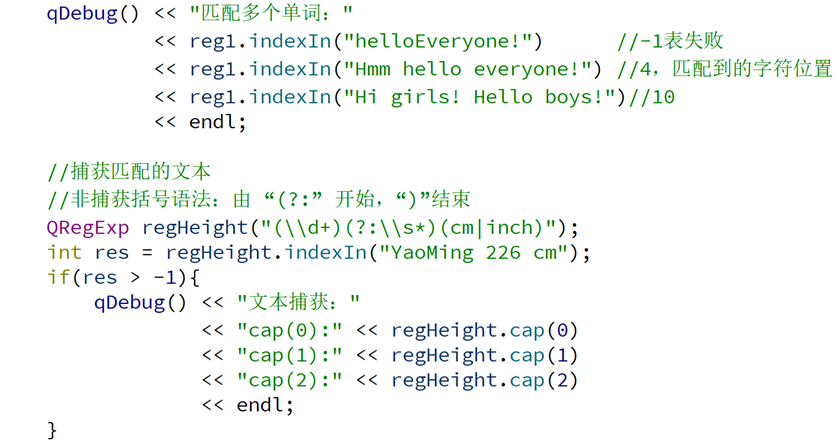 qDebug() << "匹配多个单词："
<< reg1.indexIn("helloEveryone!")      //-1表失败
<< reg1.indexIn("Hmm hello everyone!") //4，匹配到的字符位置
<< reg1.indexIn("Hi girls! Hello boys!")//10
<< endl;
//捕获匹配的文本
//非捕获括号语法：由 “(?:” 开始，“)”结束
QRegExp regHeight("(\\d+)(?:\\s*)(cm|inch)");
int res = regHeight.indexIn("YaoMing 226 cm");
if(res > -1){
qDebug() << "文本捕获："
<< "cap(0):" << regHeight.cap(0)
<< "cap(1):" << regHeight.cap(1)
<< "cap(2):" << regHeight.cap(2)
<< endl;
}